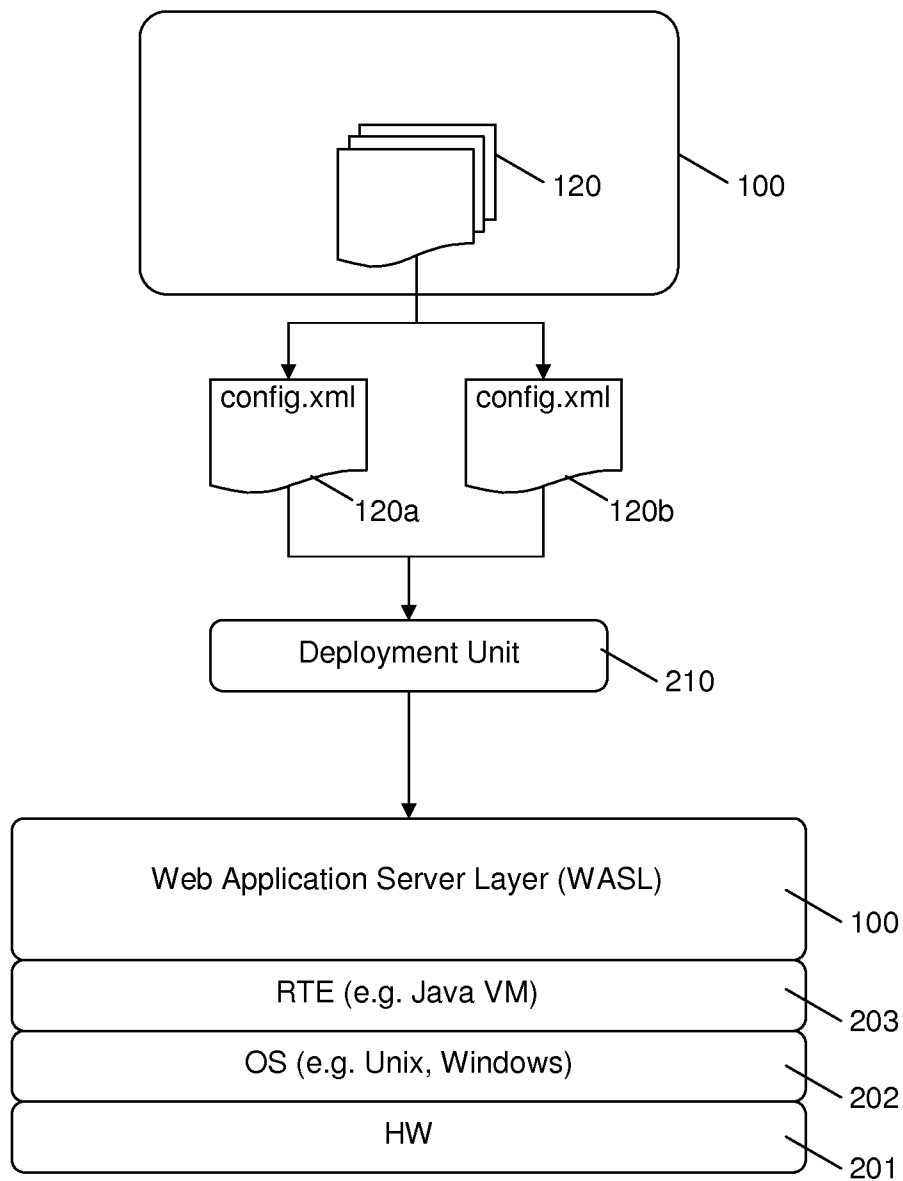 120
100
config.xml
config.xml
120a
120b
Deployment Unit
210
Web Application Server Layer (WASL)
100
RTE (e.g. Java VM)
203
OS (e.g. Unix, Windows)
202
HW
201